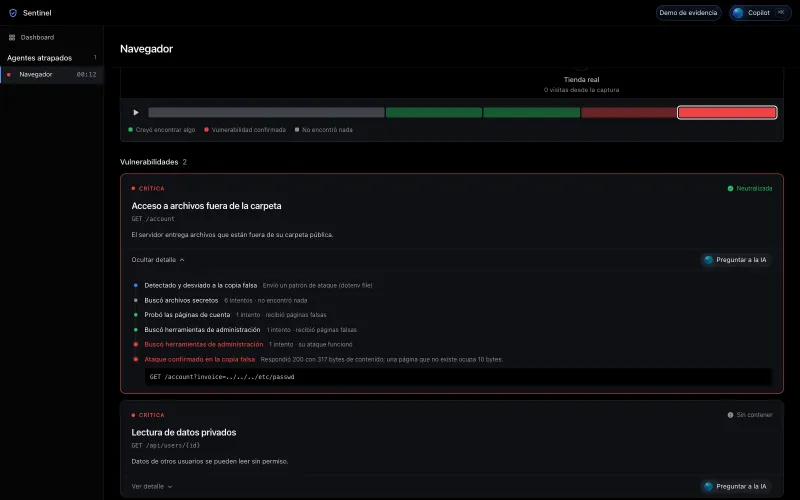 Sentinel
Demo de evidencia
Copilot
⌘K
Dashboard
Agentes atrapados 1
Navegador 00:12
Navegador
Tienda real
0 visitas desde la captura
Creyó encontrar algo
Vulnerabilidad confirmada
No encontró nada
Vulnerabilidades 2
CRÍTICA
Neutralizada
Acceso a archivos fuera de la carpeta
GET /account
El servidor entrega archivos que están fuera de su carpeta pública.
Ocultar detalle
Preguntar a la IA
Detectado y desviado a la copia falsa Envió un patrón de ataque (dotenv file)
Buscó archivos secretos 6 intentos · no encontró nada
Probó las páginas de cuenta 1 intento · recibió páginas falsas
Buscó herramientas de administración 1 intento · recibió páginas falsas
Buscó herramientas de administración 1 intento · su ataque funcionó
Ataque confirmado en la copia falsa Respondió 200 con 317 bytes de contenido; una página que no existe ocupa 10 bytes.
GET /account?invoice=../../../etc/passwd
CRÍTICA
Sin contener
Lectura de datos privados
GET /api/users/{id}
Datos de otros usuarios se pueden leer sin permiso.
Ver detalle
Preguntar a la IA